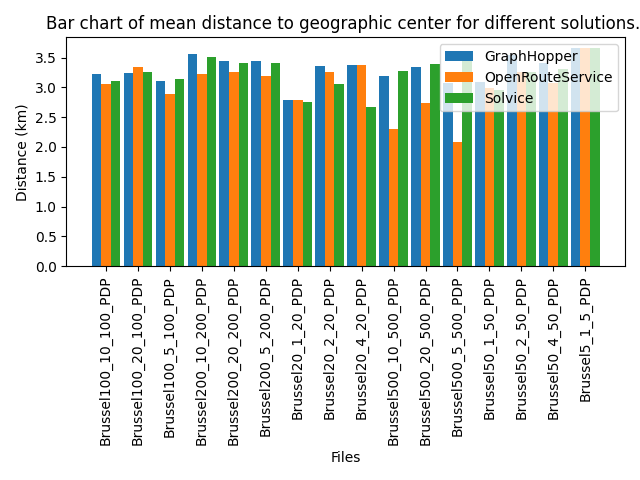 Bar chart of mean distance to geographic center for different solutions.
GraphHopper
OpenRouteService
Solvice
Distance (km)
3.5
3.0
2.5
2.0
1.5
1.0
0.5
0.0
Brussel100_10_100_PDP
Brussel100_20_100_PDP
Brussel100_5_100_PDP
Brussel200_10_200_PDP
Brussel200_20_200_PDP
Brussel200_5_200_PDP
Brussel20_1_20_PDP
Brussel20_2_20_PDP
Brussel20_4_20_PDP
Brussel500_10_500_PDP
Brussel500_20_500_PDP
Brussel500_5_500_PDP
Brussel50_1_50_PDP
Brussel50_2_50_PDP
Brussel50_4_50_PDP
Brussel5_1_5_PDP
Files